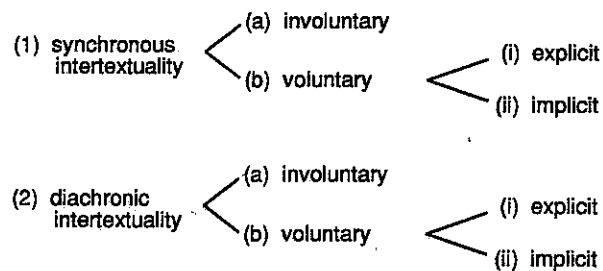 (a) involuntary
(1) synchronous intertextuality
(i) explicit
(b) voluntary
(ii) implicit
(a) involuntary
(2) diachronic intertextuality
(i) explicit
(b) voluntary
(ii) implicit